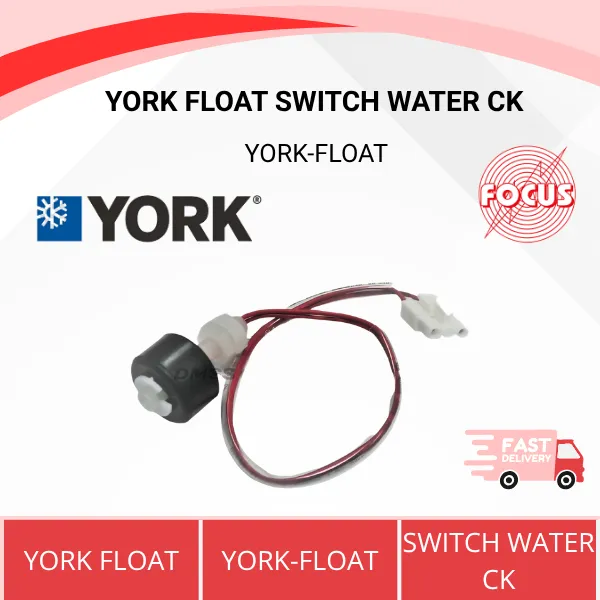 YORK FLOAT SWITCH WATER CK
YORK-FLOAT
YORK®
FOCUS
FAST
DELIVERY
YORK FLOAT
YORK-FLOAT
SWITCH WATER
CK